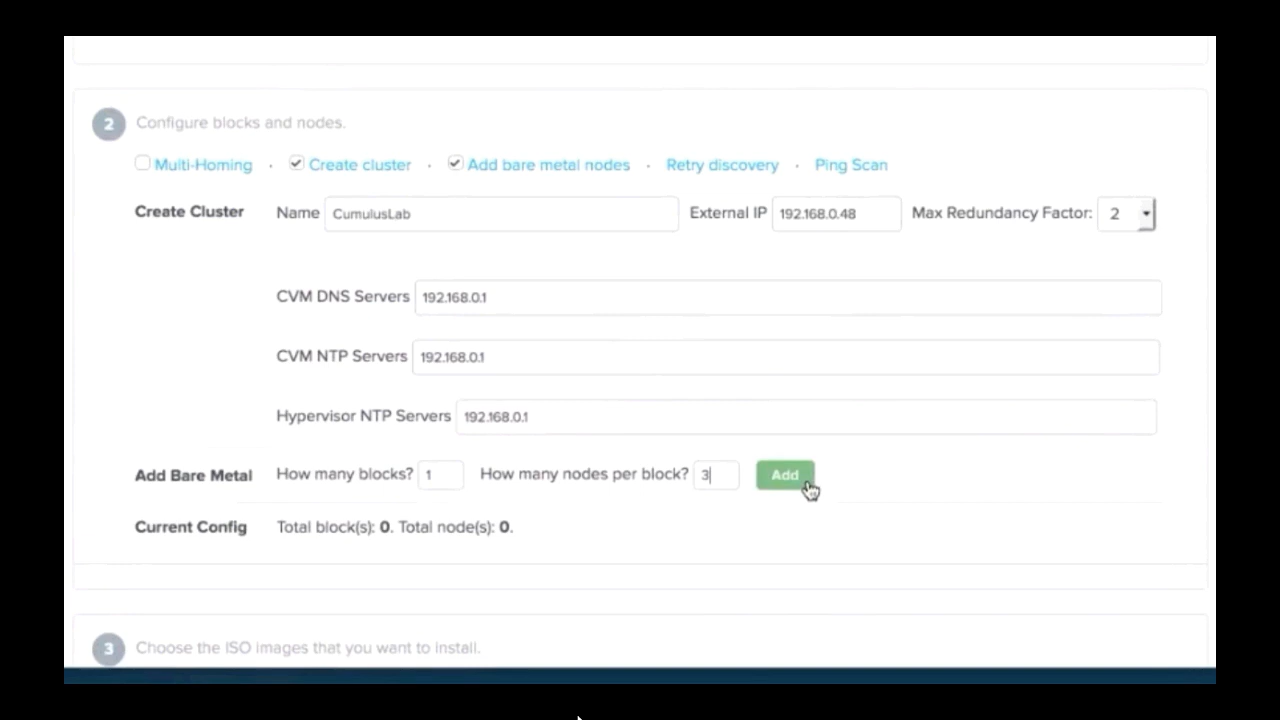 2 Configure blocks and nodes.
Multi-Homing · Create cluster · Add bare metal nodes · Retry discovery · Ping Scan
Create Cluster Name CumulusLab External IP 192.168.0.48 Max Redundancy Factor: 2
CVM DNS Servers 192.168.0.1
CVM NTP Servers 192.168.0.1
Hypervisor NTP Servers 192.168.0.1
Add Bare Metal How many blocks? 1 How many nodes per block? 3 Add
Current Config Total block(s): 0. Total node(s): 0.
3 Choose the ISO images that you want to install.